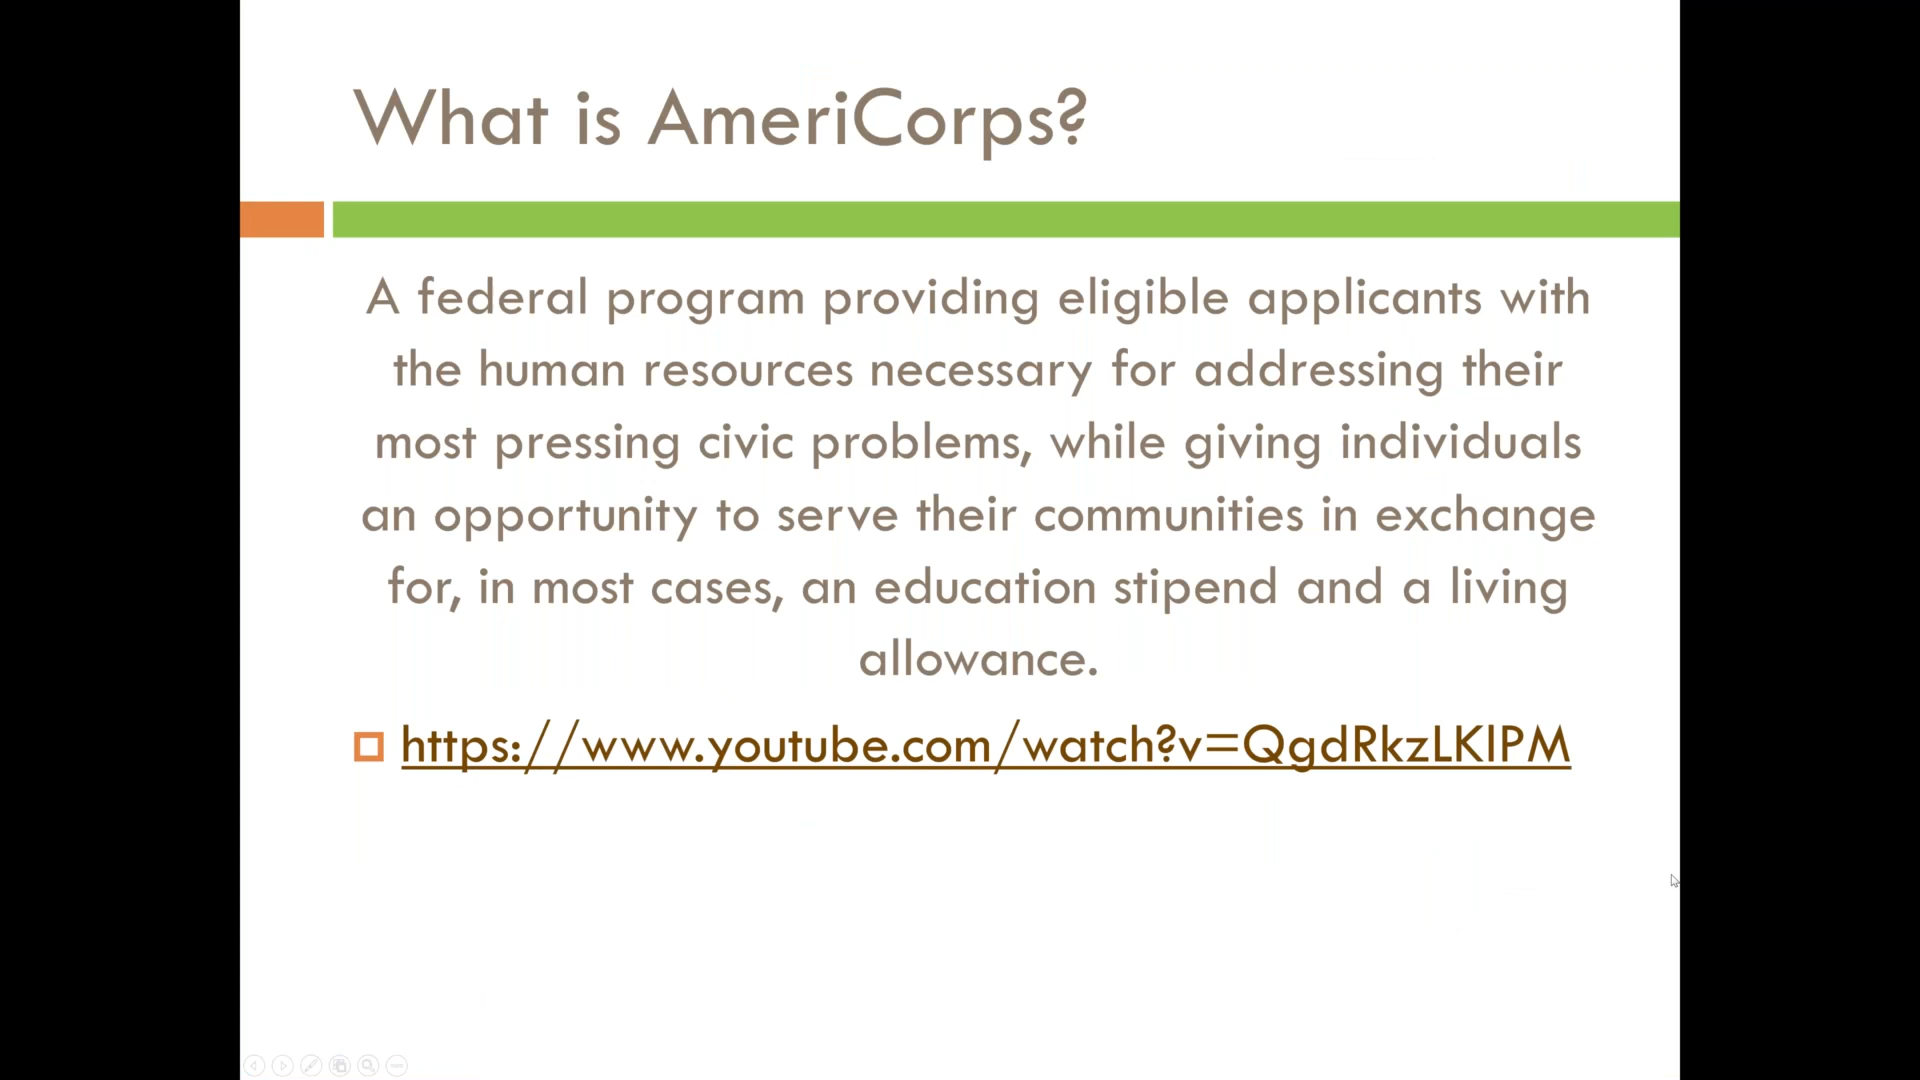 What is AmeriCorps?
A federal program providing eligible applicants with
the human resources necessary for addressing their
most pressing civic problems, while giving individuals
an opportunity to serve their communities in exchange
for, in most cases, an education stipend and a living
allowance.
https://www.youtube.com/watch?v=QgdRkzLKlPM